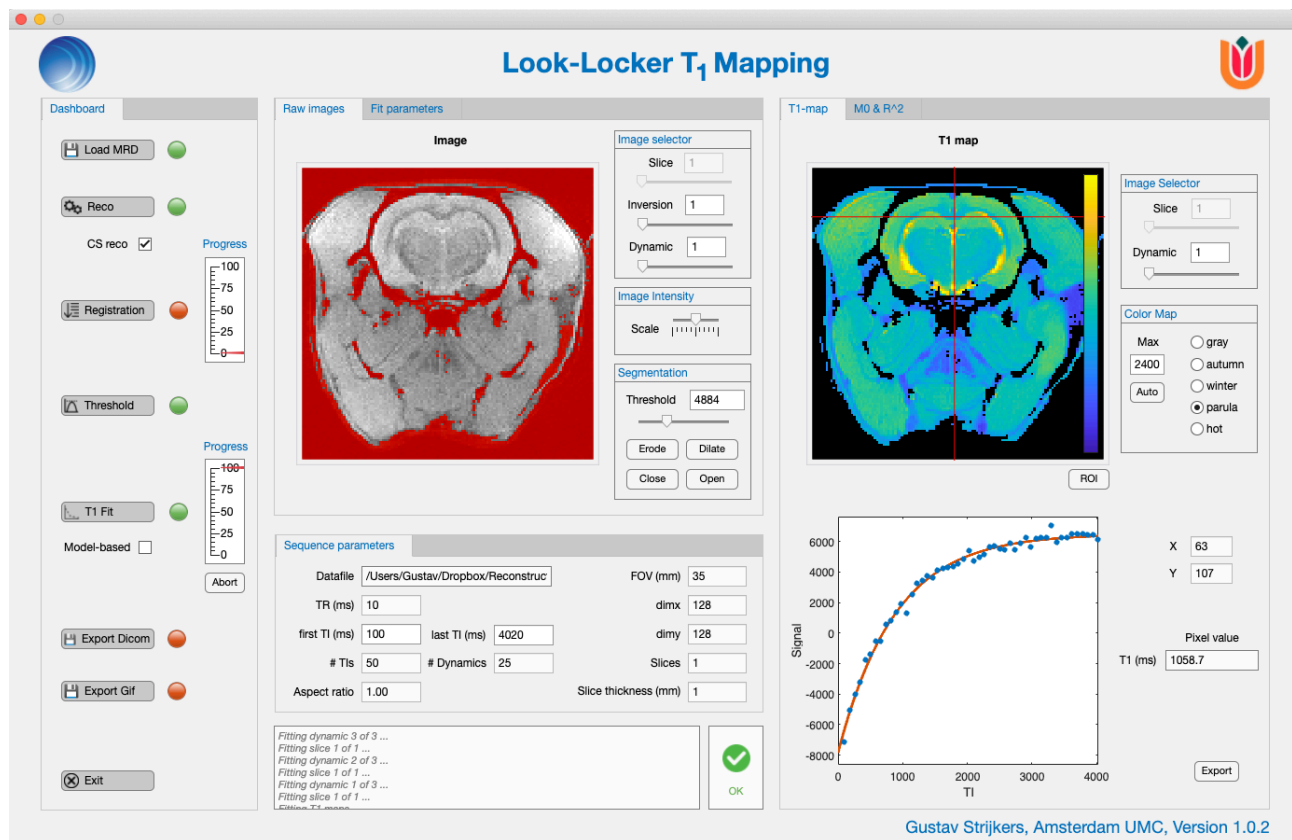 Look-Locker T1 Mapping
Dashboard
Load MRD
Reco
CS reco
Progress
100
75
50
25
0
Registration
Threshold
Progress
100
75
50
25
0
T1 Fit
Model-based
Abort
Export Dicom
Export Gif
Exit
Raw images
Fit parameters
Image
Image selector
Slice 1
Inversion 1
Dynamic 1
Image Intensity
Scale
Segmentation
Threshold 4884
Erode Dilate
Close Open
Sequence parameters
Datafile /Users/Gustav/Dropbox/Reconstruc
FOV (mm) 35
TR (ms) 10
dimx 128
first TI (ms) 100 last TI (ms) 4020
dimy 128
# TIs 50 # Dynamics 25
Slices 1
Aspect ratio 1.00
Slice thickness (mm) 1
Fitting dynamic 3 of 3 ...
Fitting slice 1 of 1 ...
Fitting dynamic 2 of 3 ...
Fitting slice 1 of 1 ...
Fitting dynamic 1 of 3 ...
Fitting slice 1 of 1 ...
Fitting T1 maps
OK
T1-map
M0 & R^2
T1 map
Image Selector
Slice 1
Dynamic 1
Color Map
Max
2400
Auto
gray
autumn
winter
parula
hot
ROI
6000
4000
2000
0
-2000
-4000
-6000
-8000
Signal
0 1000 2000 3000 4000
TI
X 63
Y 107
Pixel value
T1 (ms) 1058.7
Export
Gustav Strijkers, Amsterdam UMC, Version 1.0.2